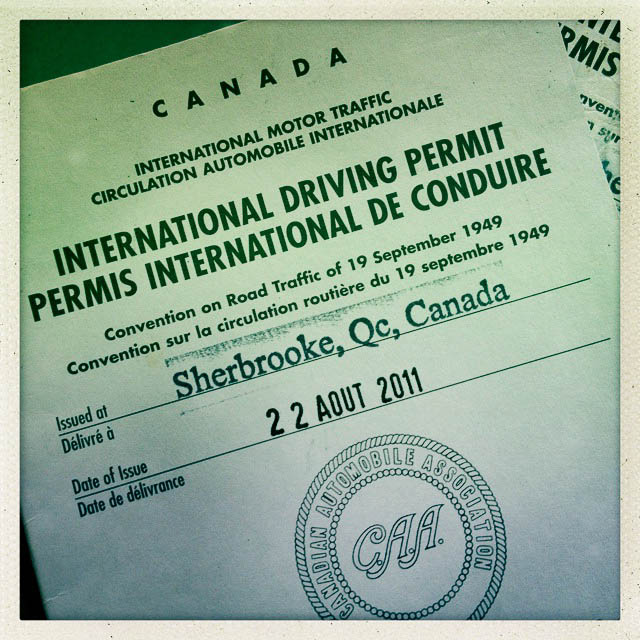 CANADA
INTERNATIONAL MOTOR TRAFFIC
CIRCULATION AUTOMOBILE INTERNATIONALE
INTERNATIONAL DRIVING PERMIT
PERMIS INTERNATIONAL DE CONDUIRE
Convention on Road Traffic of 19 September 1949
Convention sur la circulation routière du 19 septembre 1949
Sherbrooke, Qc, Canada
Issued at
Délivré à
22 AOUT 2011
Date of Issue
Date de délivrance
CANADIAN AUTOMOBILE ASSOCIATION
C.A.A.